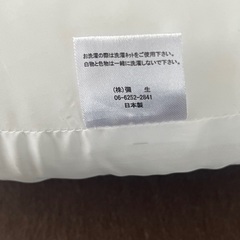 お洗濯の際は洗濯ネットをご使用下さい。
白物と色物は一緒に洗濯しないで下さい。
(株) 彌 生
06-6252-2841
日本製